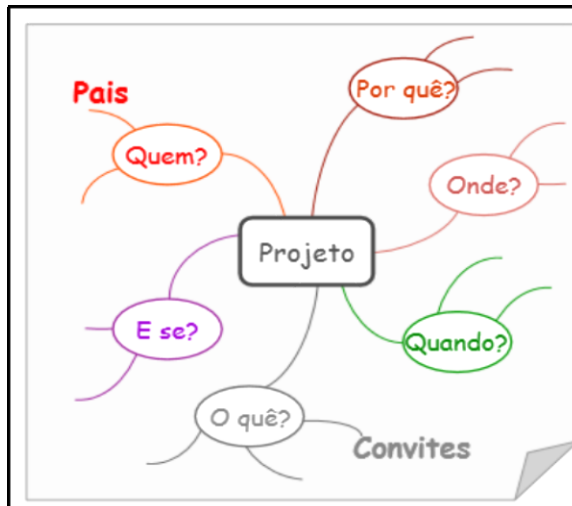 Por quê?
Pais
Quem?
Onde?
Projeto
E se?
Quando?
O quê?
Convites